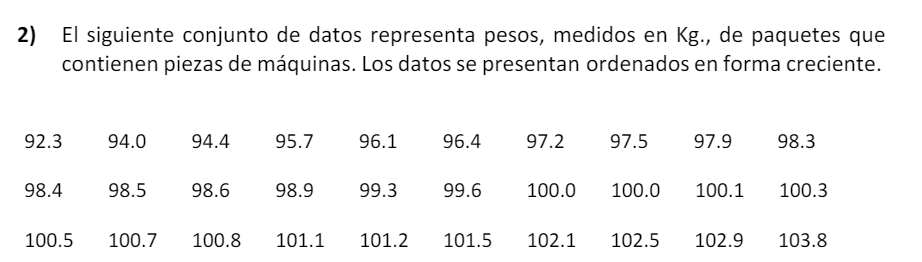 2) El siguiente conjunto de datos representa pesos, medidos en Kg., de paquetes que
contienen piezas de máquinas. Los datos se presentan ordenados en forma creciente.
92.3 94.0 94.4 95.7 96.1 96.4 97.2 97.5 97.9 98.3
98.4 98.5 98.6 98.9 99.3 99.6 100.0 100.0 100.1 100.3
100.5 100.7 100.8 101.1 101.2 101.5 102.1 102.5 102.9 103.8